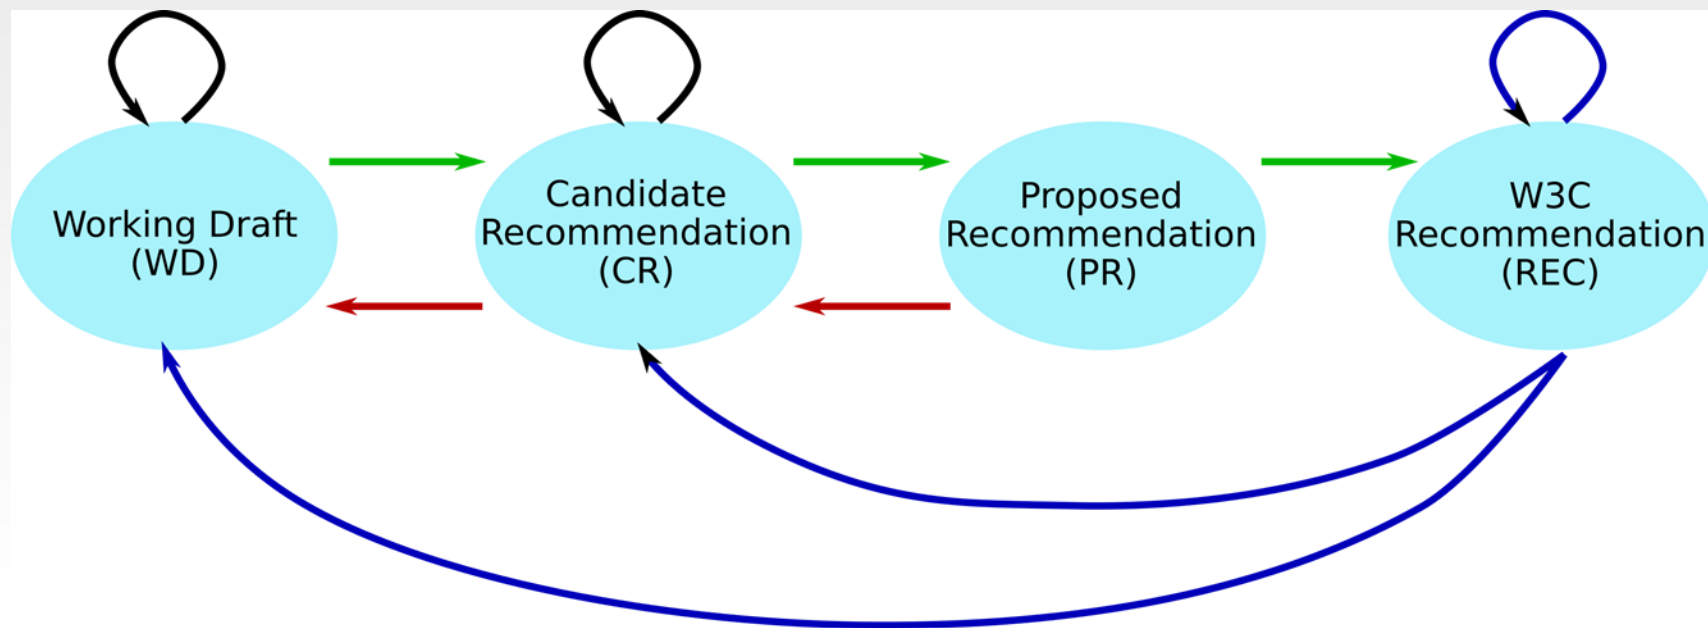 Working Draft
(WD)
Candidate
Recommendation
(CR)
Proposed
Recommendation
(PR)
W3C
Recommendation
(REC)